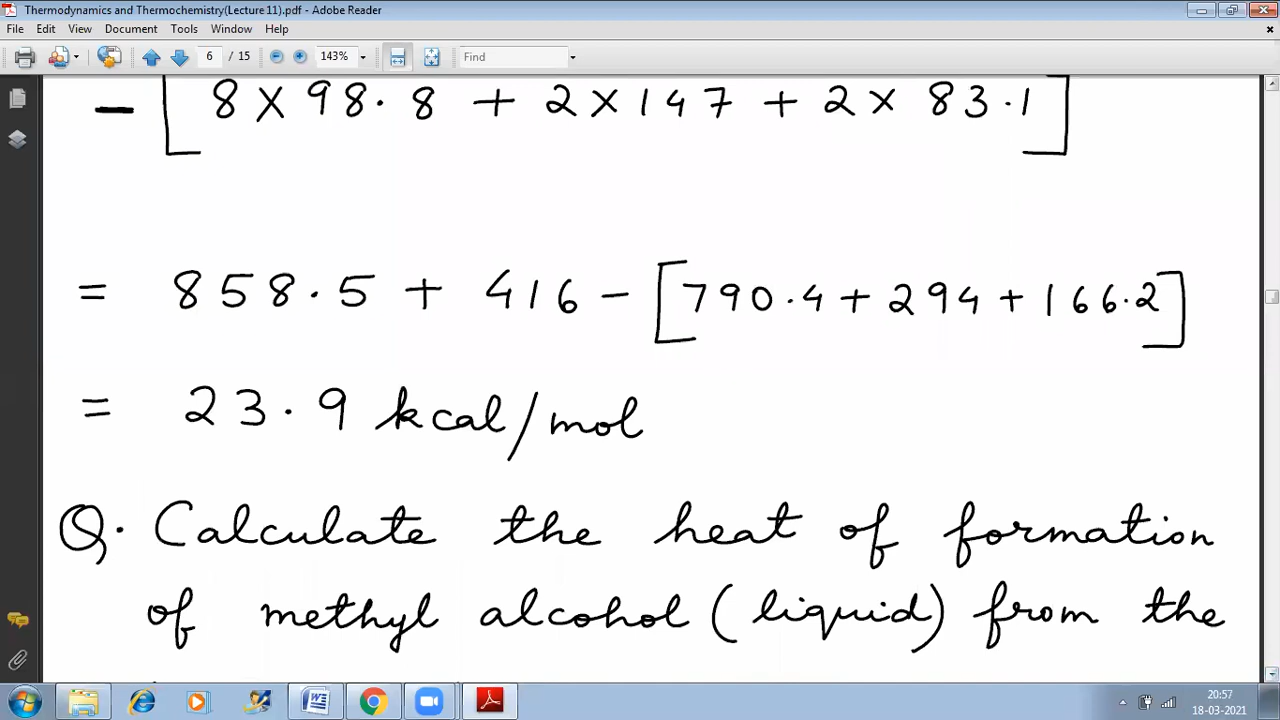 Thermodynamics and Thermochemistry(Lecture 11).pdf - Adobe Reader
File Edit View Document Tools Window Help
6 / 15 143% Find
- [ 8 X 98.8 + 2 X 147 + 2 X 83.1 ]
= 858.5 + 416 - [ 790.4 + 294 + 166.2 ]
= 23.9 kcal/mol
Q. Calculate the heat of formation
of methyl alcohol (liquid) from the
20:57
18-03-2021